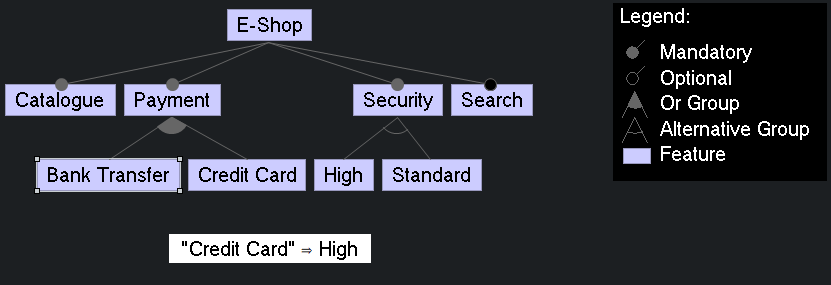 E-Shop
Catalogue
Payment
Security
Search
Bank Transfer
Credit Card
High
Standard
"Credit Card" ⇒ High
Legend:
Mandatory
Optional
Or Group
Alternative Group
Feature